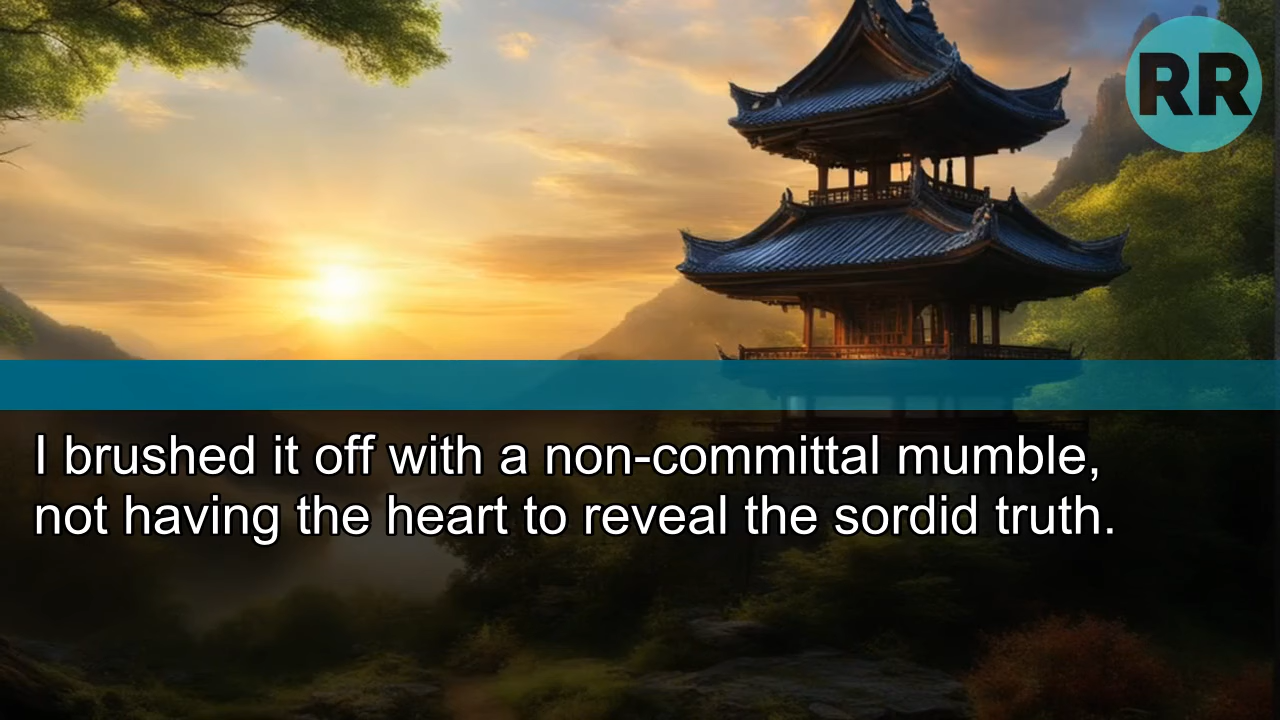 RR
I brushed it off with a non-committal mumble,
not having the heart to reveal the sordid truth.